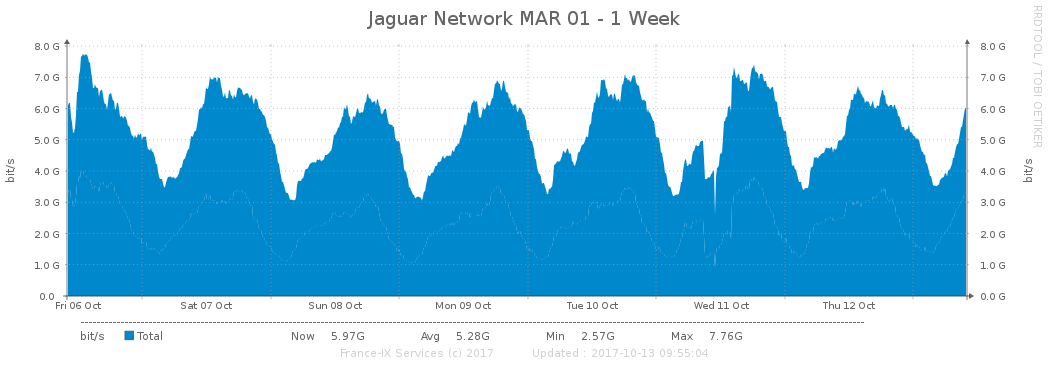 Jaguar Network MAR 01 - 1 Week
RRDTOOL / TOBI OETIKER
bit/s
bit/s
8.0 G 8.0 G
7.0 G 7.0 G
6.0 G 6.0 G
5.0 G 5.0 G
4.0 G 4.0 G
3.0 G 3.0 G
2.0 G 2.0 G
1.0 G 1.0 G
0.0 0.0 G
Fri 06 Oct Sat 07 Oct Sun 08 Oct Mon 09 Oct Tue 10 Oct Wed 11 Oct Thu 12 Oct
bit/s Total Now 5.97G Avg 5.28G Min 2.57G Max 7.76G
France-IX Services (c) 2017 Updated : 2017-10-13 09:55:04